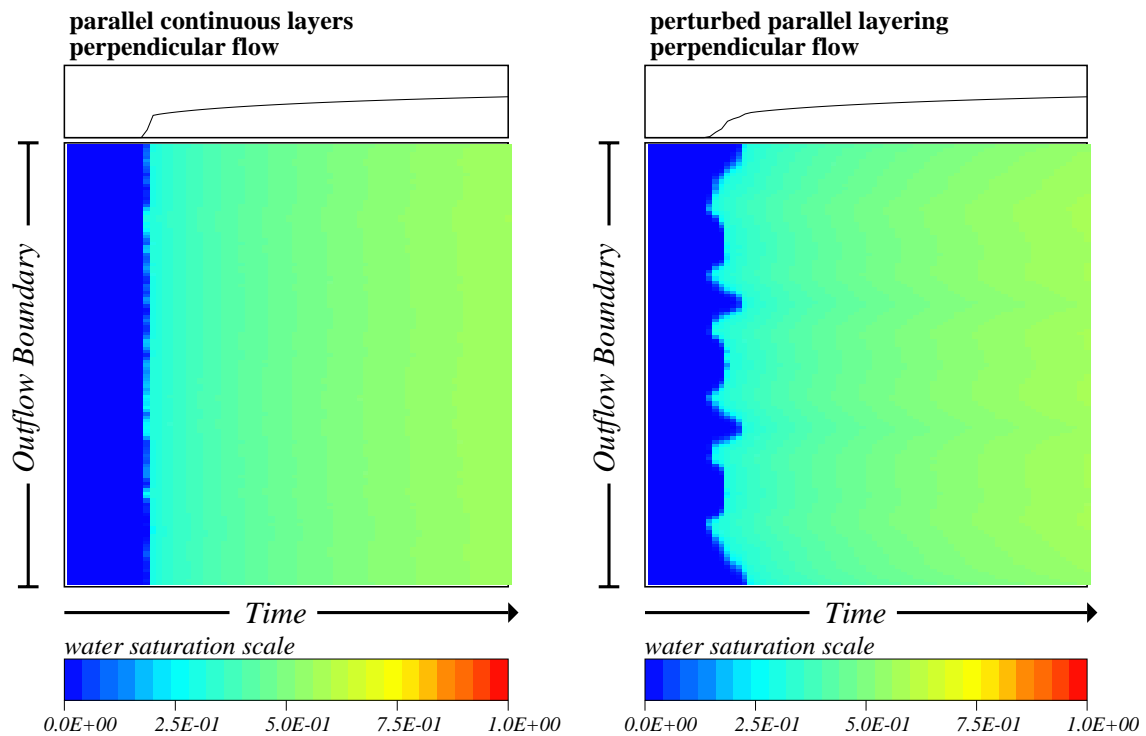 parallel continuous layers
perpendicular flow
perturbed parallel layering
perpendicular flow
Outflow Boundary
Outflow Boundary
Time
Time
water saturation scale
water saturation scale
0.0E+00 2.5E-01 5.0E-01 7.5E-01 1.0E+00
0.0E+00 2.5E-01 5.0E-01 7.5E-01 1.0E+00